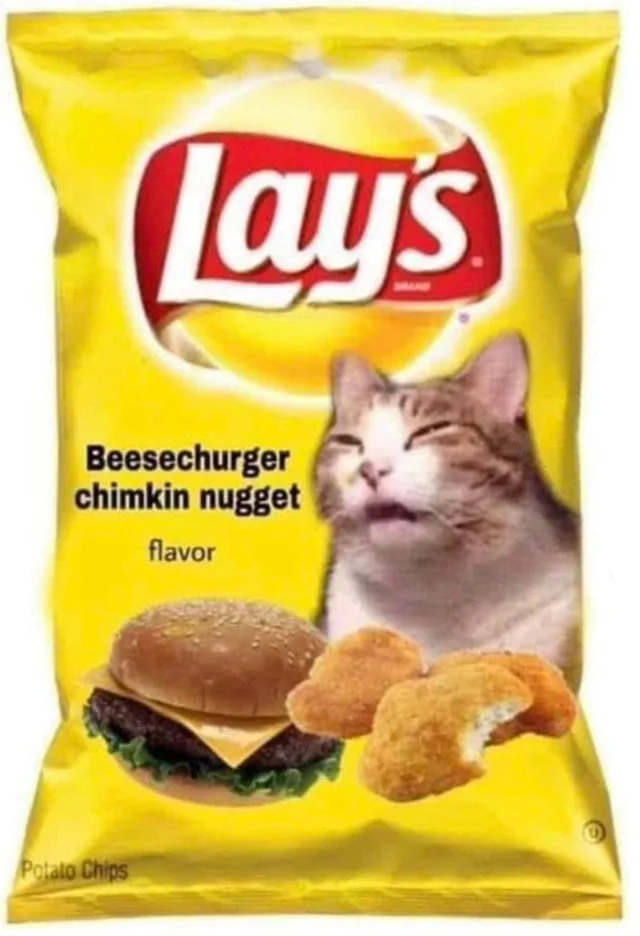 Lay's
BRAND
Beesechurger
chimkin nugget
flavor
Potato Chips
U